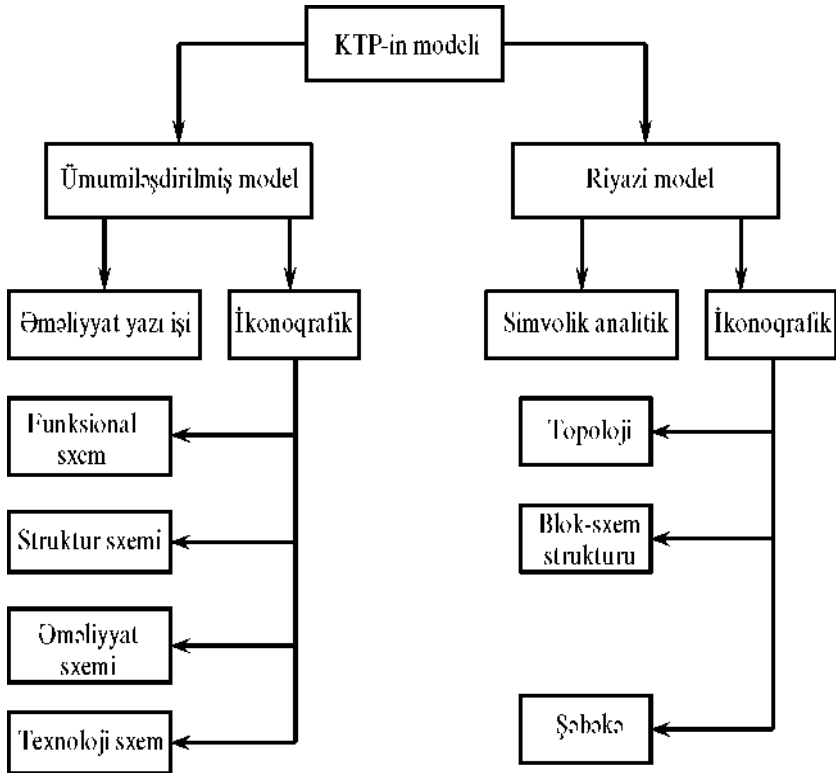 KTP-in modeli
Ümumiləşdirilmiş model
Riyazi model
Əməliyyat yazı işi
İkonoqrafik
Simvolik analitik
İkonoqrafik
Funksional
sxem
Topoloji
Struktur sxemi
Blok-sxem
strukturu
Əməliyyat
sxemi
Texnoloji sxem
Şəbəkə